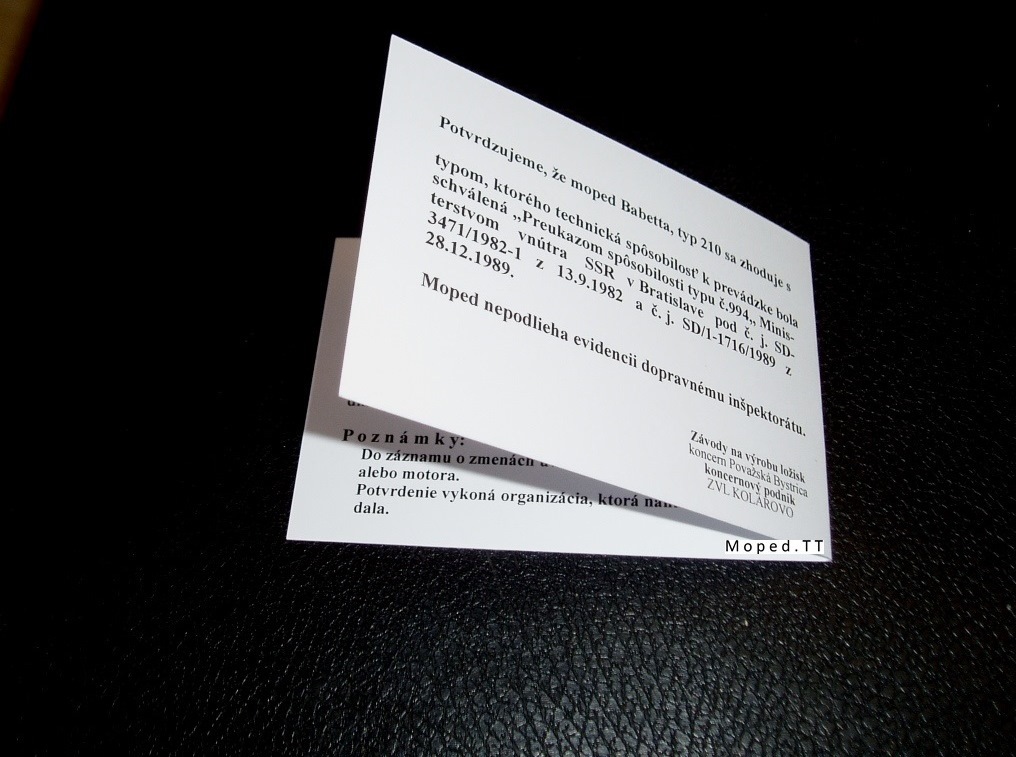 Potvrdzujeme, že moped Babetta, typ 210 sa zhoduje s
typom, ktorého technická spôsobilosť k prevádzke bola
schválená „Preukazom spôsobilosti typu č.994„ Minis-
terstvom vnútra SSR v Bratislave pod č. j. SD-
3471/1982-1 z 13.9.1982 a č. j. SD/1-1716/1989 z
28.12.1989.
Moped nepodlieha evidencii dopravnému inšpektorátu.
Závody na výrobu ložísk
koncern Považská Bystrica
koncernový podnik
ZVL KOLÁROVO
Poznámky:
Do záznamu o zmenách
alebo motora.
Potvrdenie vykoná organizácia, ktorá
dala.
Moped.TT